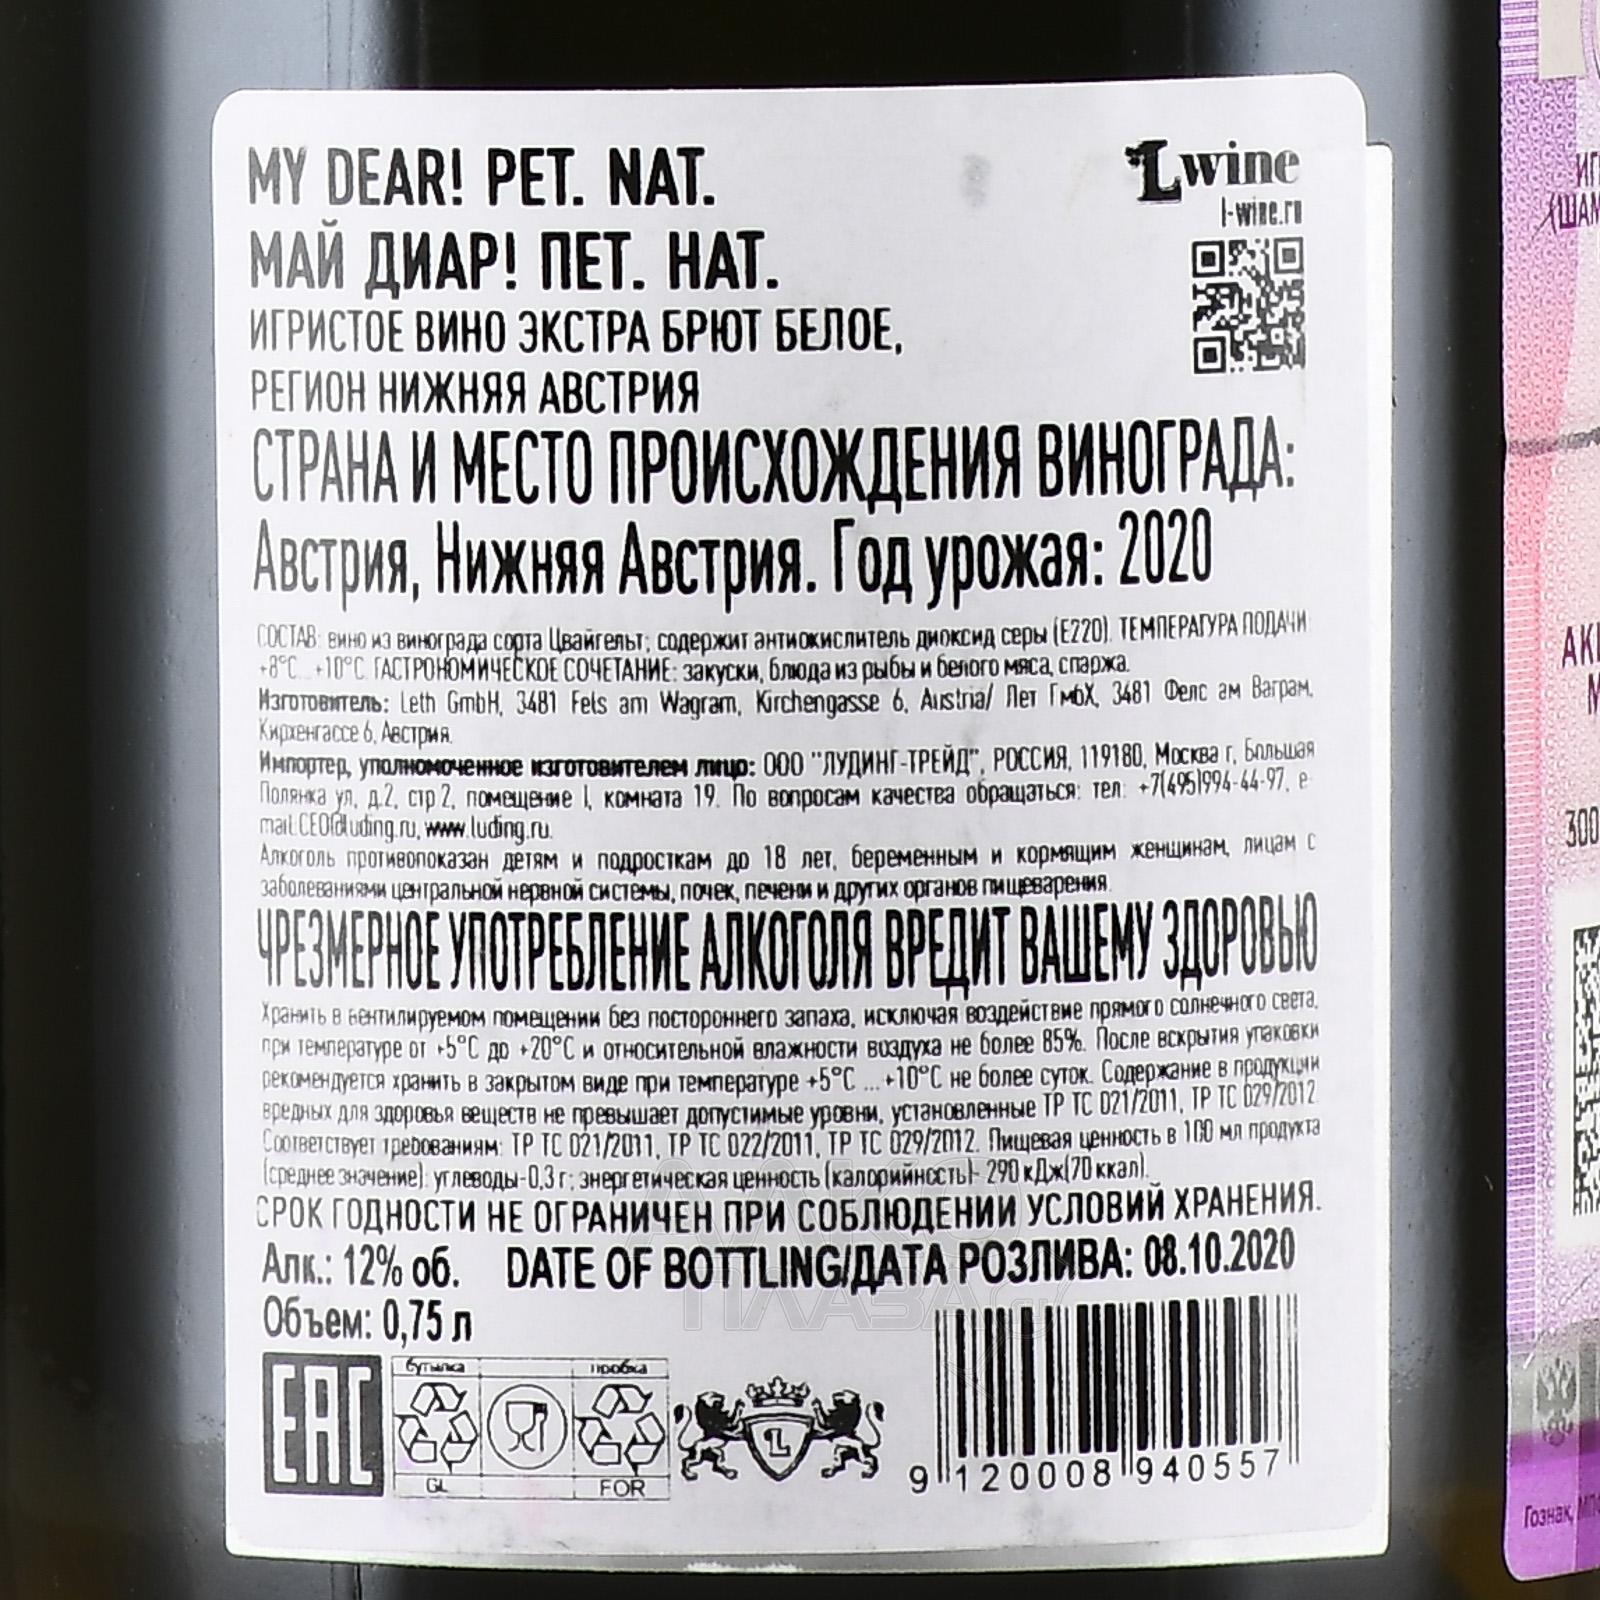 MY DEAR! PET. NAT.
Lwine
l-wine.ru
МАЙ ДИАР! ПЕТ. НАТ.
ИГРИСТОЕ ВИНО ЭКСТРА БРЮТ БЕЛОЕ,
РЕГИОН НИЖНЯЯ АВСТРИЯ
СТРАНА И МЕСТО ПРОИСХОЖДЕНИЯ ВИНОГРАДА:
Австрия, Нижняя Австрия. Год урожая: 2020
СОСТАВ: вино из винограда сорта Цвайгельт; содержит антиокислитель диоксид серы (Е220). ТЕМПЕРАТУРА ПОДАЧИ
+8°С...+10°С. ГАСТРОНОМИЧЕСКОЕ СОЧЕТАНИЕ: закуски, блюда из рыбы и белого мяса, спаржа.
Изготовитель: Leth GmbH, 3481 Fels am Wagram, Kirchengasse 6, Austria/ Лет ГмбХ, 3481 Фелс ам Ваграм,
Кирхенгассе 6, Австрия.
Импортер, уполномоченное изготовителем лицо: ООО "ЛУДИНГ-ТРЕЙД", РОССИЯ, 119180, Москва г, Большая
Полянка ул, д.2, стр 2, помещение I, комната 19. По вопросам качества обращаться: тел: +7(495)994-44-97, e-
mail:CEO@luding.ru, www.luding.ru.
Алкоголь противопоказан детям и подросткам до 18 лет, беременным и кормящим женщинам, лицам с
заболеваниями центральной нервной системы, почек, печени и других органов пищеварения.
ЧРЕЗМЕРНОЕ УПОТРЕБЛЕНИЕ АЛКОГОЛЯ ВРЕДИТ ВАШЕМУ ЗДОРОВЬЮ
Хранить в вентилируемом помещении без постороннего запаха, исключая воздействие прямого солнечного света,
при температуре от +5°С до +20°С и относительной влажности воздуха не более 85%. После вскрытия упаковки
рекомендуется хранить в закрытом виде при температуре +5°С ...+10°С не более суток. Содержание в продукции
вредных для здоровья веществ не превышает допустимые уровни, установленные ТР ТС 021/2011, ТР ТС 029/2012.
Соответствует требованиям: ТР ТС 021/2011, ТР ТС 022/2011, ТР ТС 029/2012. Пищевая ценность в 100 мл продукта
(среднее значение): углеводы-0,3 г; энергетическая ценность (калорийность)- 290 кДж(70 ккал).
СРОК ГОДНОСТИ НЕ ОГРАНИЧЕН ПРИ СОБЛЮДЕНИИ УСЛОВИЙ ХРАНЕНИЯ.
Алк.: 12% об. DATE OF BOTTLING/ДАТА РОЗЛИВА: 08.10.2020
Объем: 0,75 л
EAC
бутылка пробка
GL FOR
L
9 120008 940557
АЛКО
ПЛАЗА
300
Гознак,